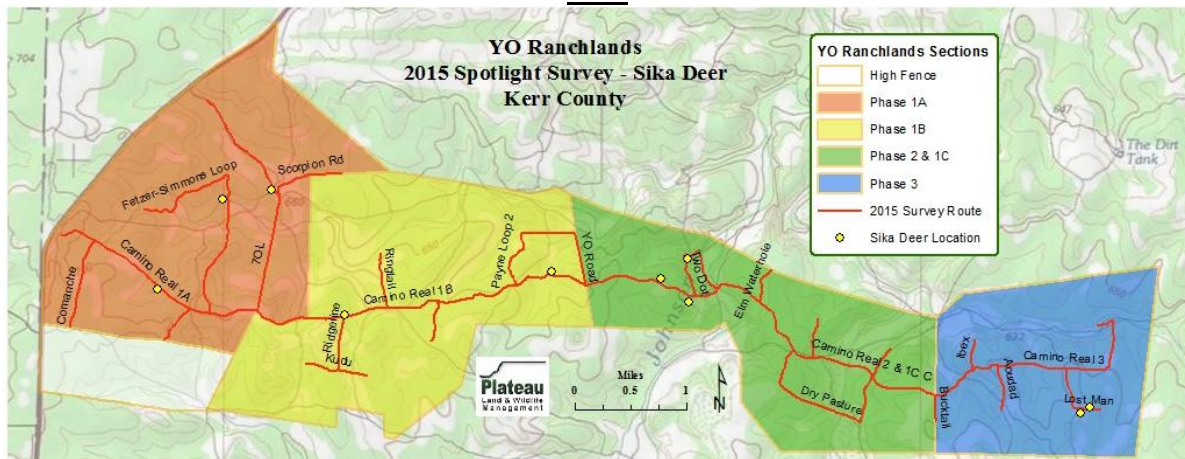 YO Ranchlands
2015 Spotlight Survey - Sika Deer
Kerr County
YO Ranchlands Sections
High Fence
Phase 1A
Phase 1B
Phase 2 & 1C
Phase 3
2015 Survey Route
Sika Deer Location
704
647
The Dirt
Tank
Fetzer-Simmons Loop
Scorpion Rd
7OL
Camino Real 1A
Comanche
Ringtail
Camino Real 1B
Ridgeline
Kudu
Payne Loop 2
YO Road
Two Dot
Elm Waterhole
Johns
Camino Real 2 & 1C C
Dry Pasture
Bucktail
Ibex
Aoudad
Camino Real 3
Lost Man
Plateau
Land & Wildlife
Management
Miles
0 0.5 1
N